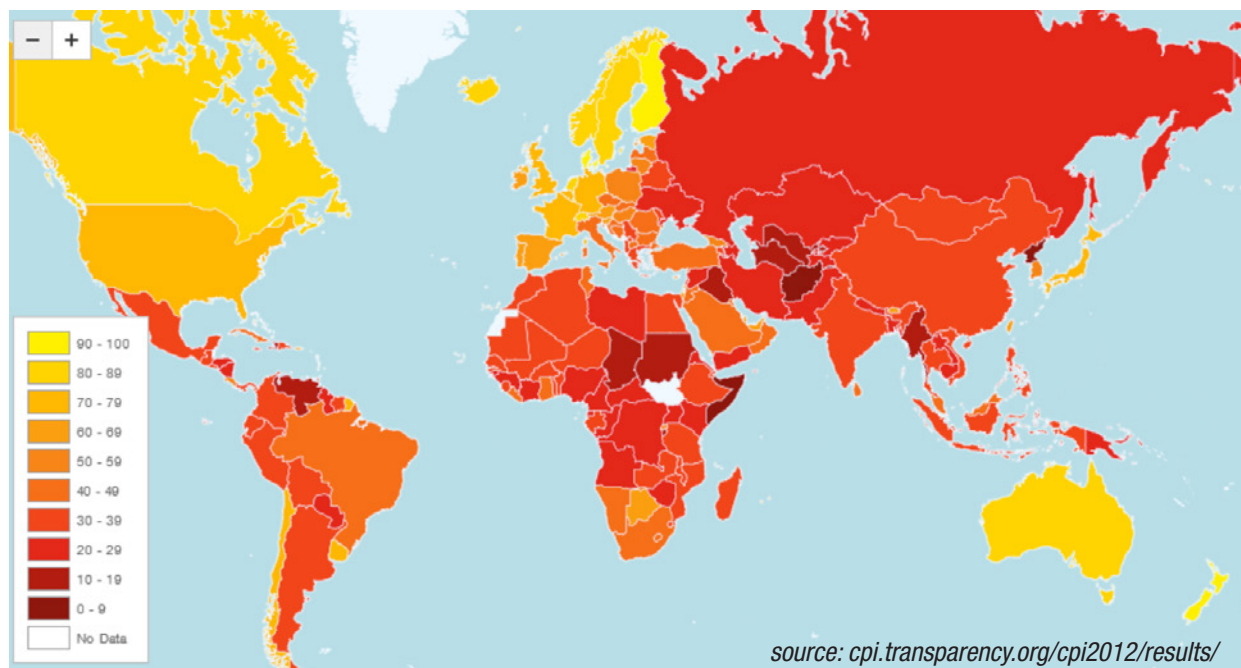 − +
90 - 100
80 - 89
70 - 79
60 - 69
50 - 59
40 - 49
30 - 39
20 - 29
10 - 19
0 - 9
No Data
source: cpi.transparency.org/cpi2012/results/